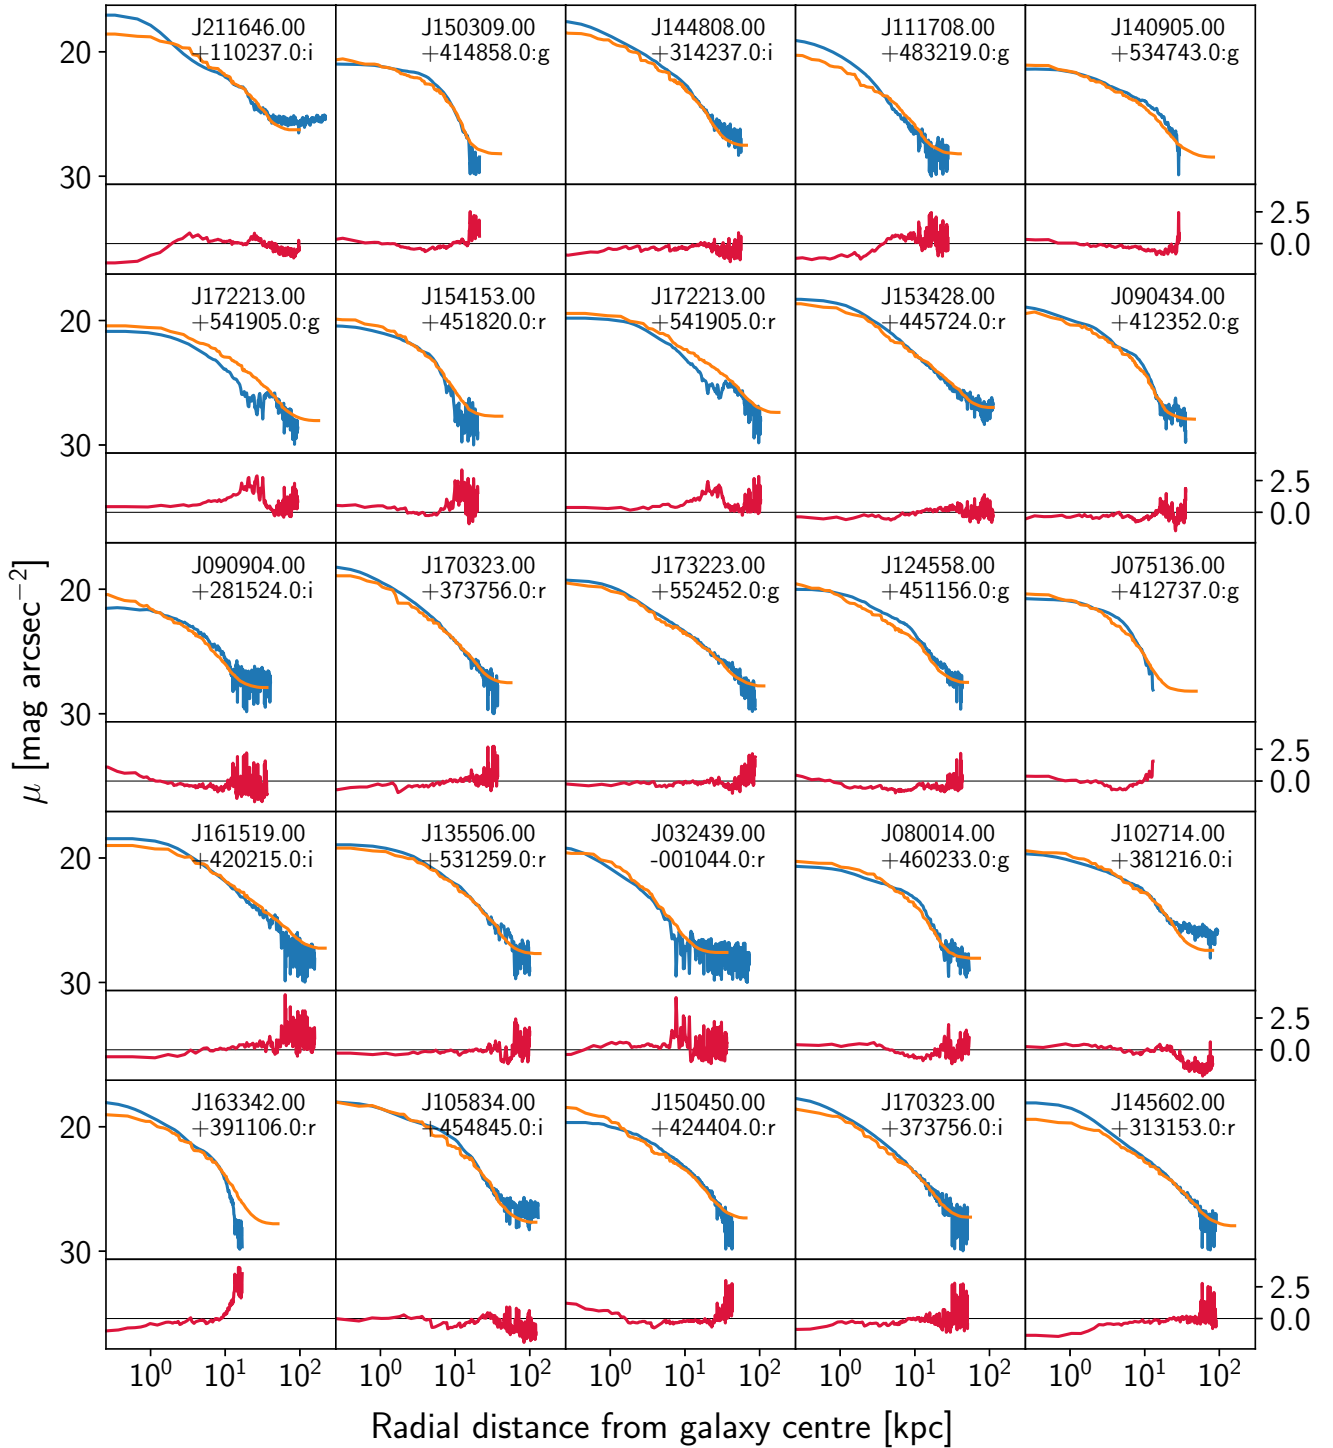 J211646.00
+110237.0:i
J150309.00
+414858.0:g
J144808.00
+314237.0:i
J111708.00
+483219.0:g
J140905.00
+534743.0:g
20
30
2.5
0.0
J172213.00
+541905.0:g
J154153.00
+451820.0:r
J172213.00
+541905.0:r
J153428.00
+445724.0:r
J090434.00
+412352.0:g
20
30
2.5
0.0
J090904.00
+281524.0:i
J170323.00
+373756.0:r
J173223.00
+552452.0:g
J124558.00
+451156.0:g
J075136.00
+412737.0:g
20
30
2.5
0.0
μ [mag arcsec⁻²]
J161519.00
+420215.0:i
J135506.00
+531259.0:r
J032439.00
-001044.0:r
J080014.00
+460233.0:g
J102714.00
+381216.0:i
20
30
2.5
0.0
J163342.00
+391106.0:r
J105834.00
+454845.0:i
J150450.00
+424404.0:r
J170323.00
+373756.0:i
J145602.00
+313153.0:r
20
30
2.5
0.0
10⁰ 10¹ 10² 10⁰ 10¹ 10² 10⁰ 10¹ 10² 10⁰ 10¹ 10² 10⁰ 10¹ 10²
Radial distance from galaxy centre [kpc]